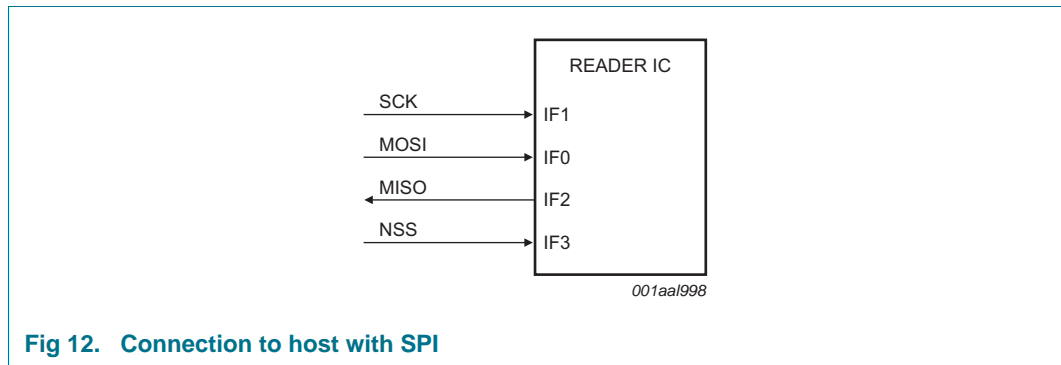 READER IC
SCK
IF1
MOSI
IF0
MISO
IF2
NSS
IF3
001aal998
Fig 12. Connection to host with SPI